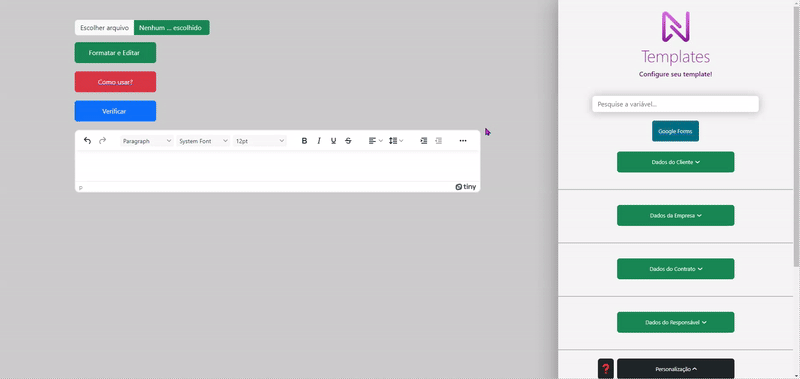 Escolher arquivo Nenhum ... escolhido
Formatar e Editar
Como usar?
Verificar
Paragraph System Font 12pt B I U S
P
tiny
Templates
Configure seu template!
Pesquise a variável...
Google Forms
Dados do Cliente
Dados da Empresa
Dados do Contrato
Dados do Responsável
? Personalização